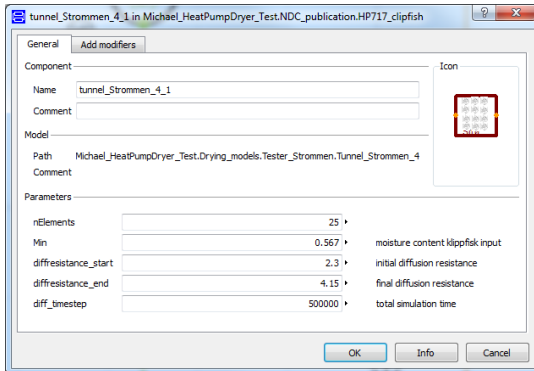 tunnel_Strommen_4_1 in Michael_HeatPumpDryer_Test.NDC_publication.HP717_clipfish
General Add modifiers
Component Icon
Name tunnel_Strommen_4_1
Comment
Model
Path Michael_HeatPumpDryer_Test.Drying_models.Tester_Strommen.Tunnel_Strommen_4
Comment
Parameters
nElements 25
Min 0.567 moisture content klippfisk input
diffresistance_start 2.3 initial diffusion resistance
diffresistance_end 4.15 final diffusion resistance
diff_timestep 500000 total simulation time
OK Info Cancel